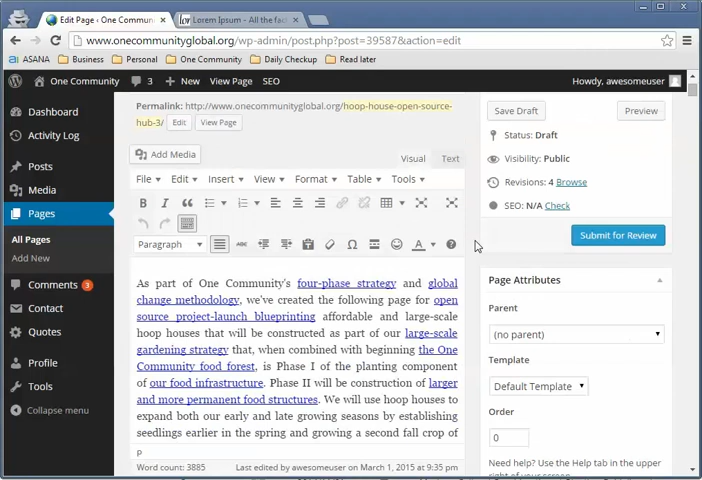 Edit Page ‹ One Commun
Lorem Ipsum - All the fac
www.onecommunityglobal.org/wp-admin/post.php?post=39587&action=edit
ASANA Business Personal One Community Daily Checkup Read later
One Community 3 New View Page SEO Howdy, awesomeuser
Dashboard
Activity Log
Posts
Media
Pages
All Pages
Add New
Comments 3
Contact
Quotes
Profile
Tools
Collapse menu
Permalink: http://www.onecommunityglobal.org/hoop-house-open-source-
hub-3/ Edit View Page
Add Media
Visual Text
File Edit Insert View Format Table Tools
Paragraph
As part of One Community's four-phase strategy and global
change methodology, we've created the following page for open
source project-launch blueprinting affordable and large-scale
hoop houses that will be constructed as part of our large-scale
gardening strategy that, when combined with beginning the One
Community food forest, is Phase I of the planting component
of our food infrastructure. Phase II will be construction of larger
and more permanent food structures. We will use hoop houses to
expand both our early and late growing seasons by establishing
seedlings earlier in the spring and growing a second fall crop of
p
Word count: 3885 Last edited by awesomeuser on March 1, 2015 at 9:35 pm
Save Draft Preview
Status: Draft
Visibility: Public
Revisions: 4 Browse
SEO: N/A Check
Submit for Review
Page Attributes
Parent
(no parent)
Template
Default Template
Order
0
Need help? Use the Help tab in the upper
right of your screen.